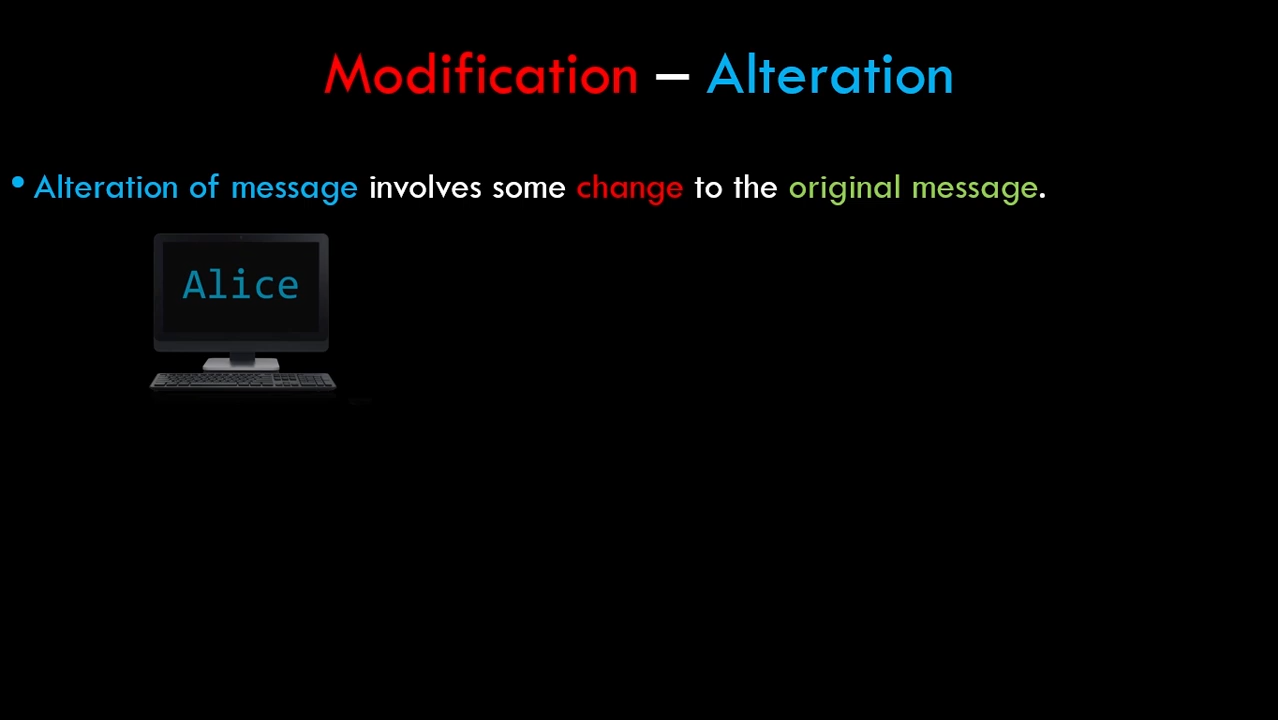 Modification – Alteration
• Alteration of message involves some change to the original message.
Alice